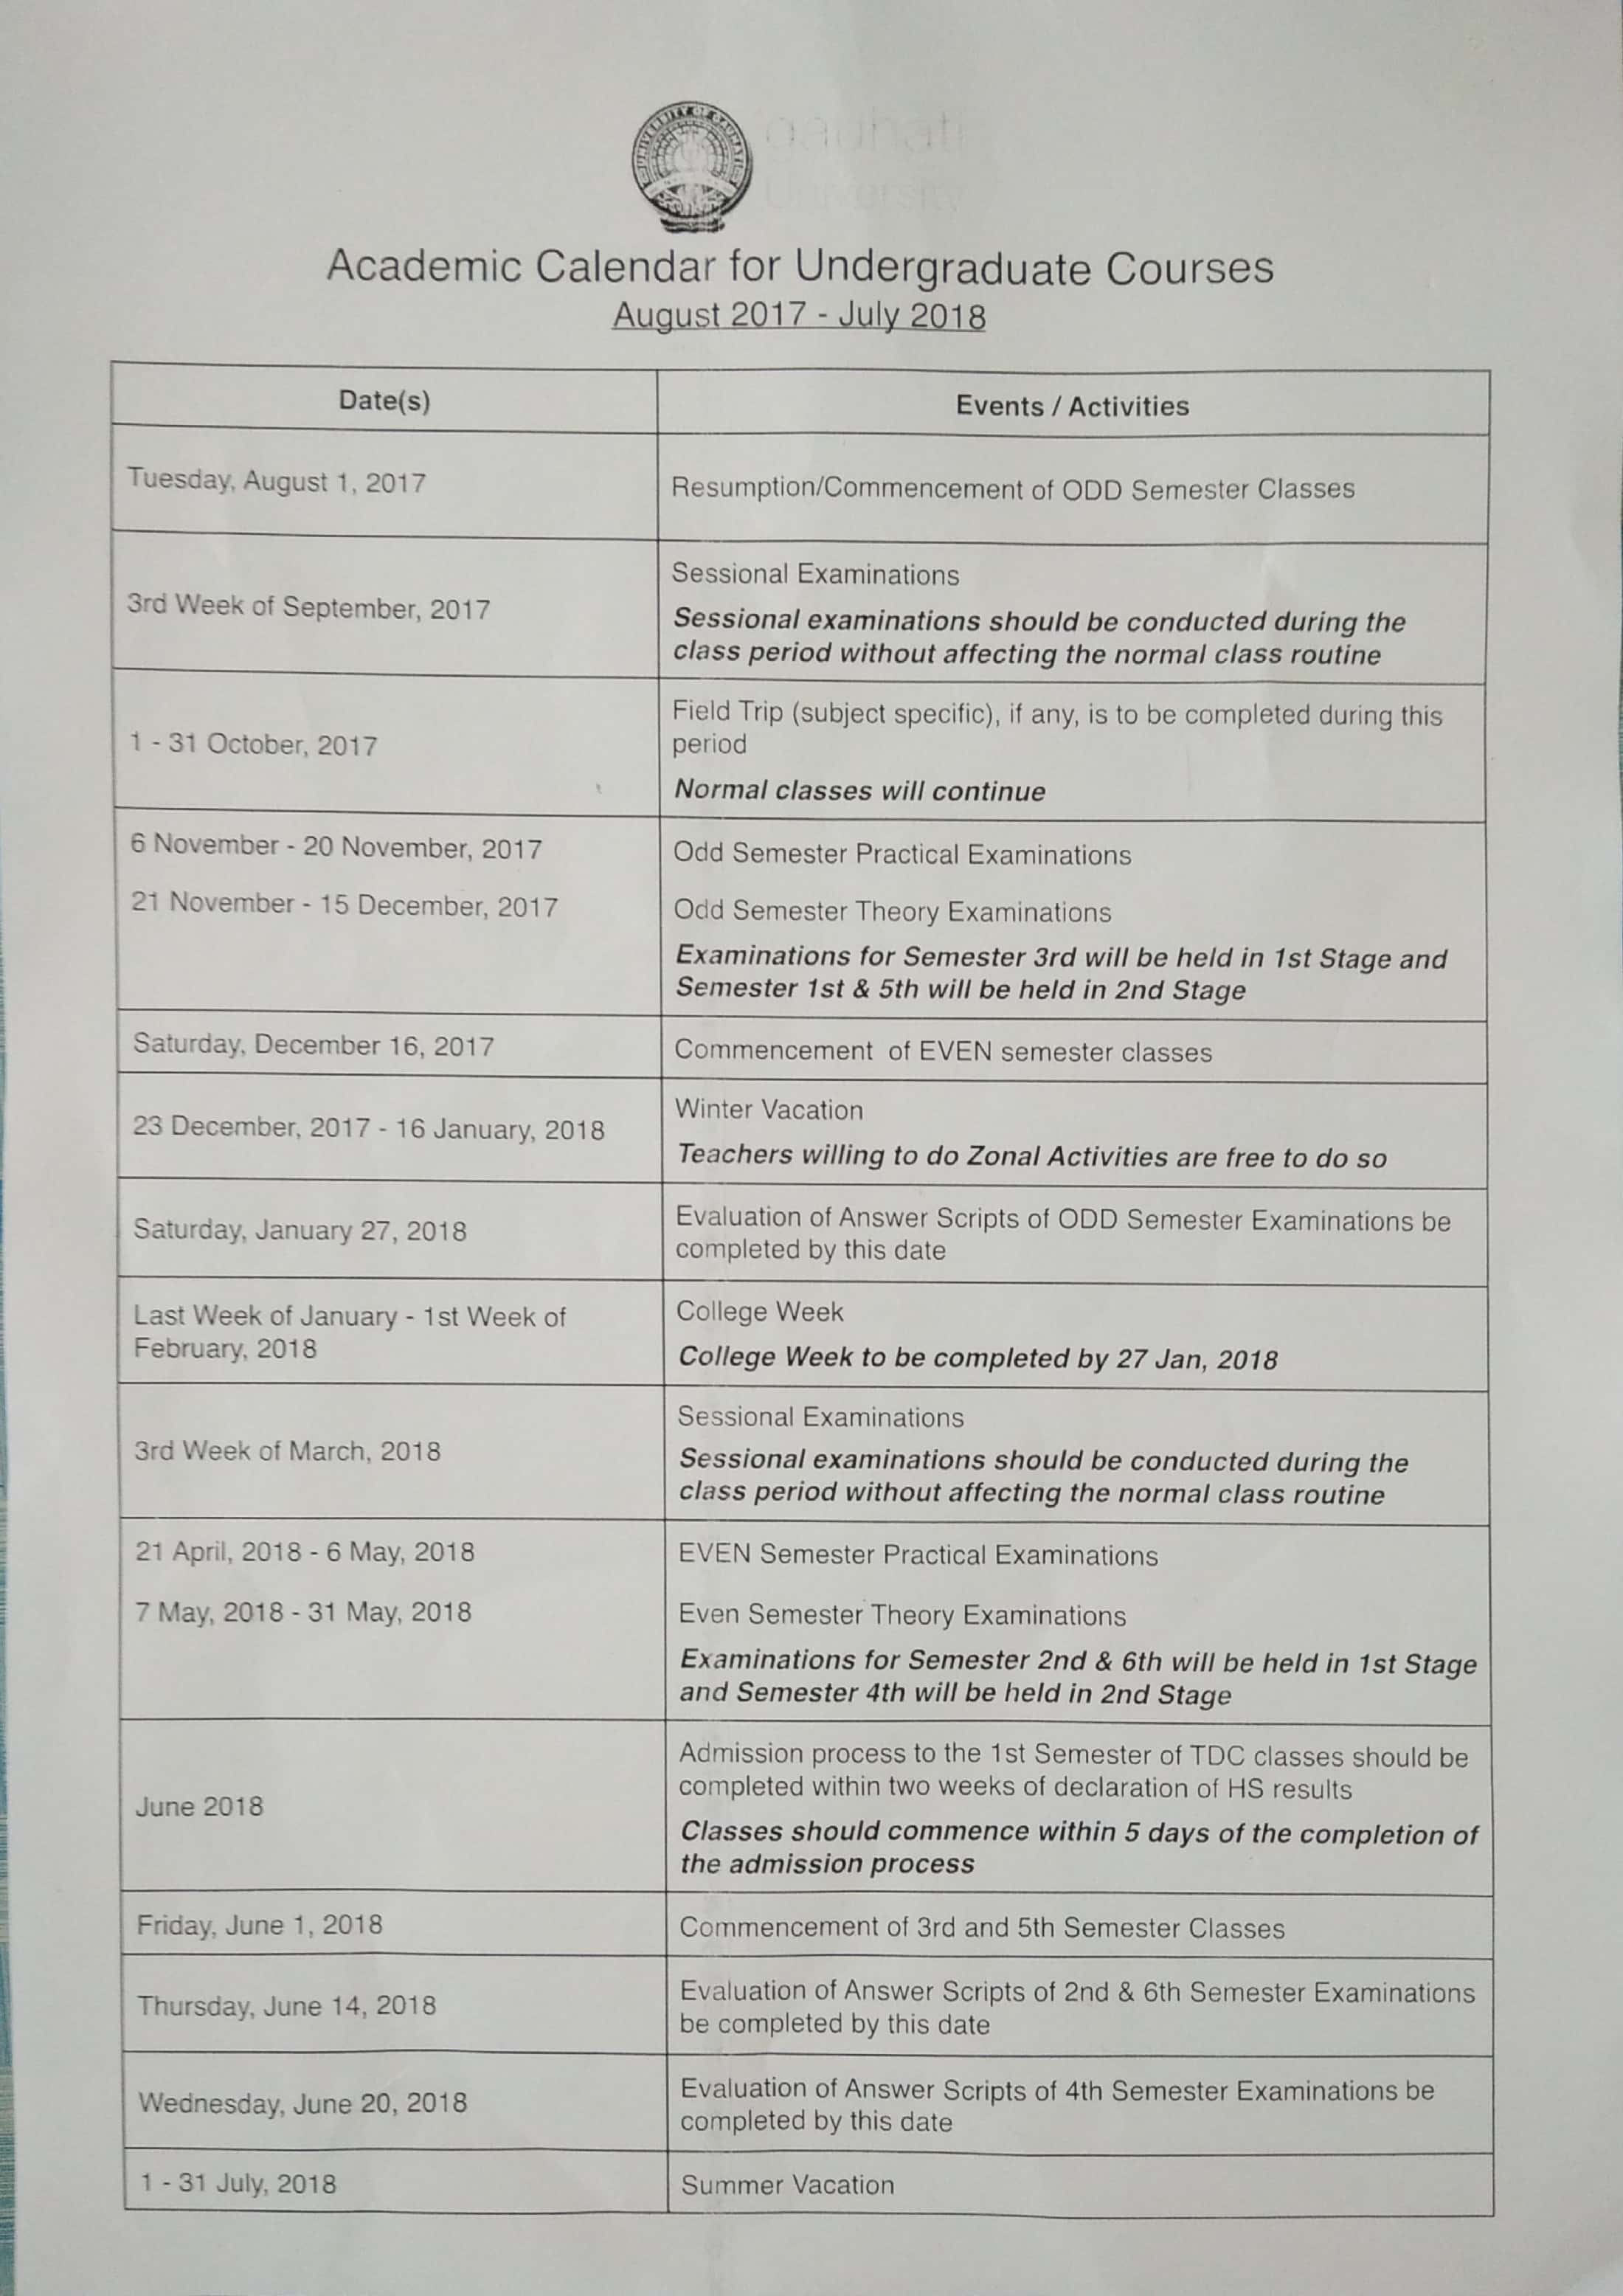 UNIVERSITY OF GAUHATI
gauhati
University
Academic Calendar for Undergraduate Courses
August 2017 - July 2018
Date(s)
Events / Activities
Tuesday, August 1, 2017
Resumption/Commencement of ODD Semester Classes
3rd Week of September, 2017
Sessional Examinations
Sessional examinations should be conducted during the
class period without affecting the normal class routine
1 - 31 October, 2017
Field Trip (subject specific), if any, is to be completed during this
period
Normal classes will continue
6 November - 20 November, 2017
Odd Semester Practical Examinations
21 November - 15 December, 2017
Odd Semester Theory Examinations
Examinations for Semester 3rd will be held in 1st Stage and
Semester 1st & 5th will be held in 2nd Stage
Saturday, December 16, 2017
Commencement of EVEN semester classes
23 December, 2017 - 16 January, 2018
Winter Vacation
Teachers willing to do Zonal Activities are free to do so
Saturday, January 27, 2018
Evaluation of Answer Scripts of ODD Semester Examinations be
completed by this date
Last Week of January - 1st Week of
February, 2018
College Week
College Week to be completed by 27 Jan, 2018
3rd Week of March, 2018
Sessional Examinations
Sessional examinations should be conducted during the
class period without affecting the normal class routine
21 April, 2018 - 6 May, 2018
EVEN Semester Practical Examinations
7 May, 2018 - 31 May, 2018
Even Semester Theory Examinations
Examinations for Semester 2nd & 6th will be held in 1st Stage
and Semester 4th will be held in 2nd Stage
June 2018
Admission process to the 1st Semester of TDC classes should be
completed within two weeks of declaration of HS results
Classes should commence within 5 days of the completion of
the admission process
Friday, June 1, 2018
Commencement of 3rd and 5th Semester Classes
Thursday, June 14, 2018
Evaluation of Answer Scripts of 2nd & 6th Semester Examinations
be completed by this date
Wednesday, June 20, 2018
Evaluation of Answer Scripts of 4th Semester Examinations be
completed by this date
1 - 31 July, 2018
Summer Vacation